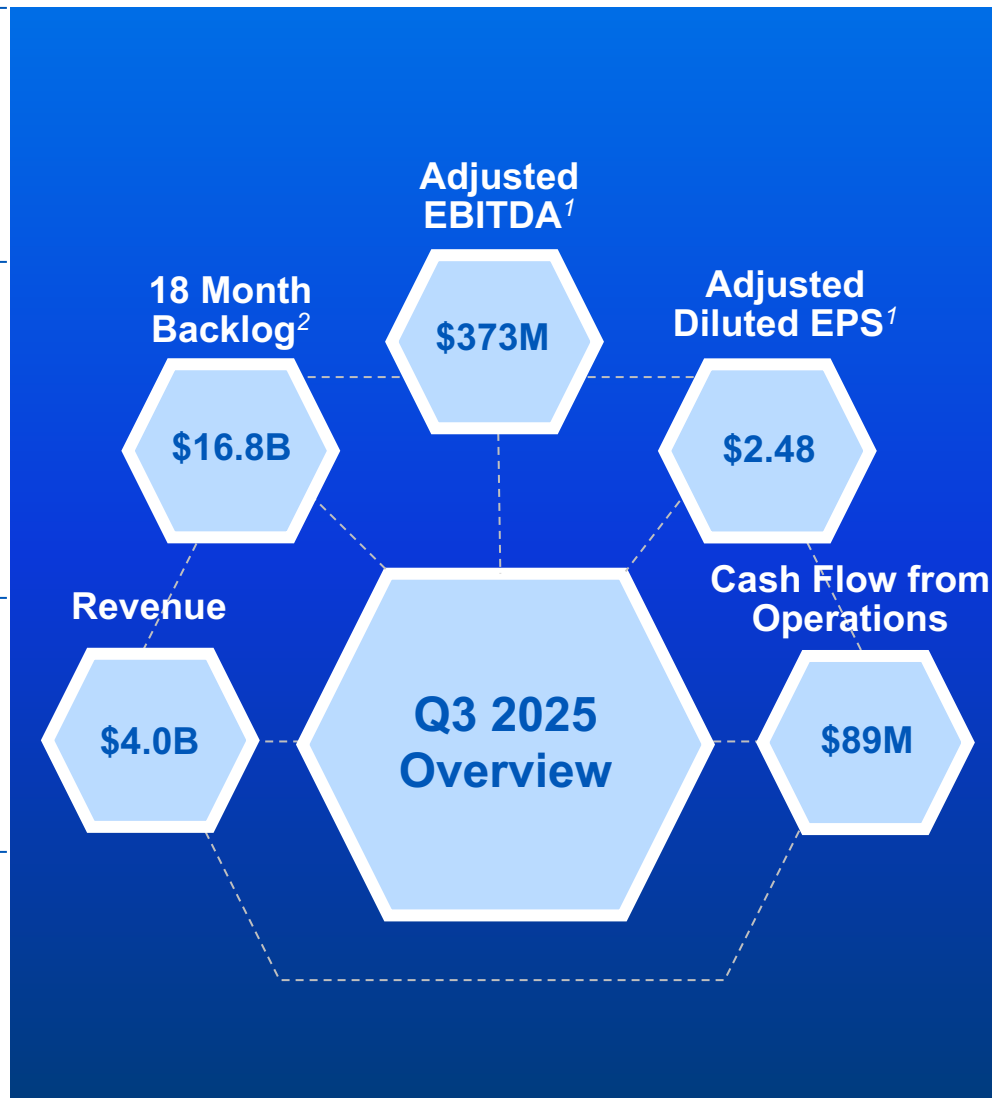 Adjusted
EBITDA1
$373M
18 Month
Backlog2
$16.8B
Adjusted
Diluted EPS1
$2.48
Revenue
$4.0B
Cash Flow from
Operations
$89M
Q3 2025
Overview